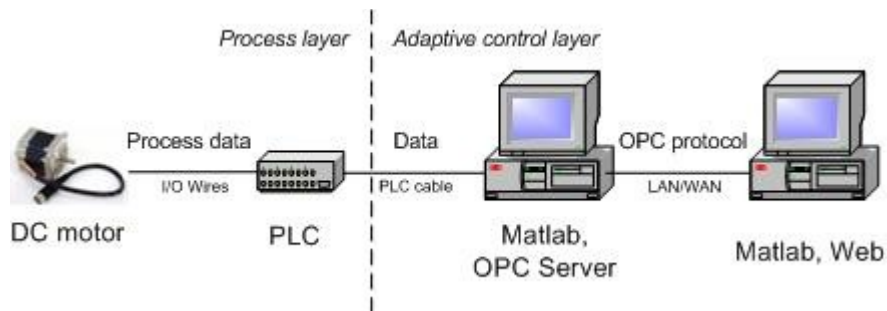 Process layer
Adaptive control layer
Process data
Data
OPC protocol
I/O Wires
PLC cable
LAN/WAN
DC motor
PLC
Matlab,
OPC Server
Matlab, Web